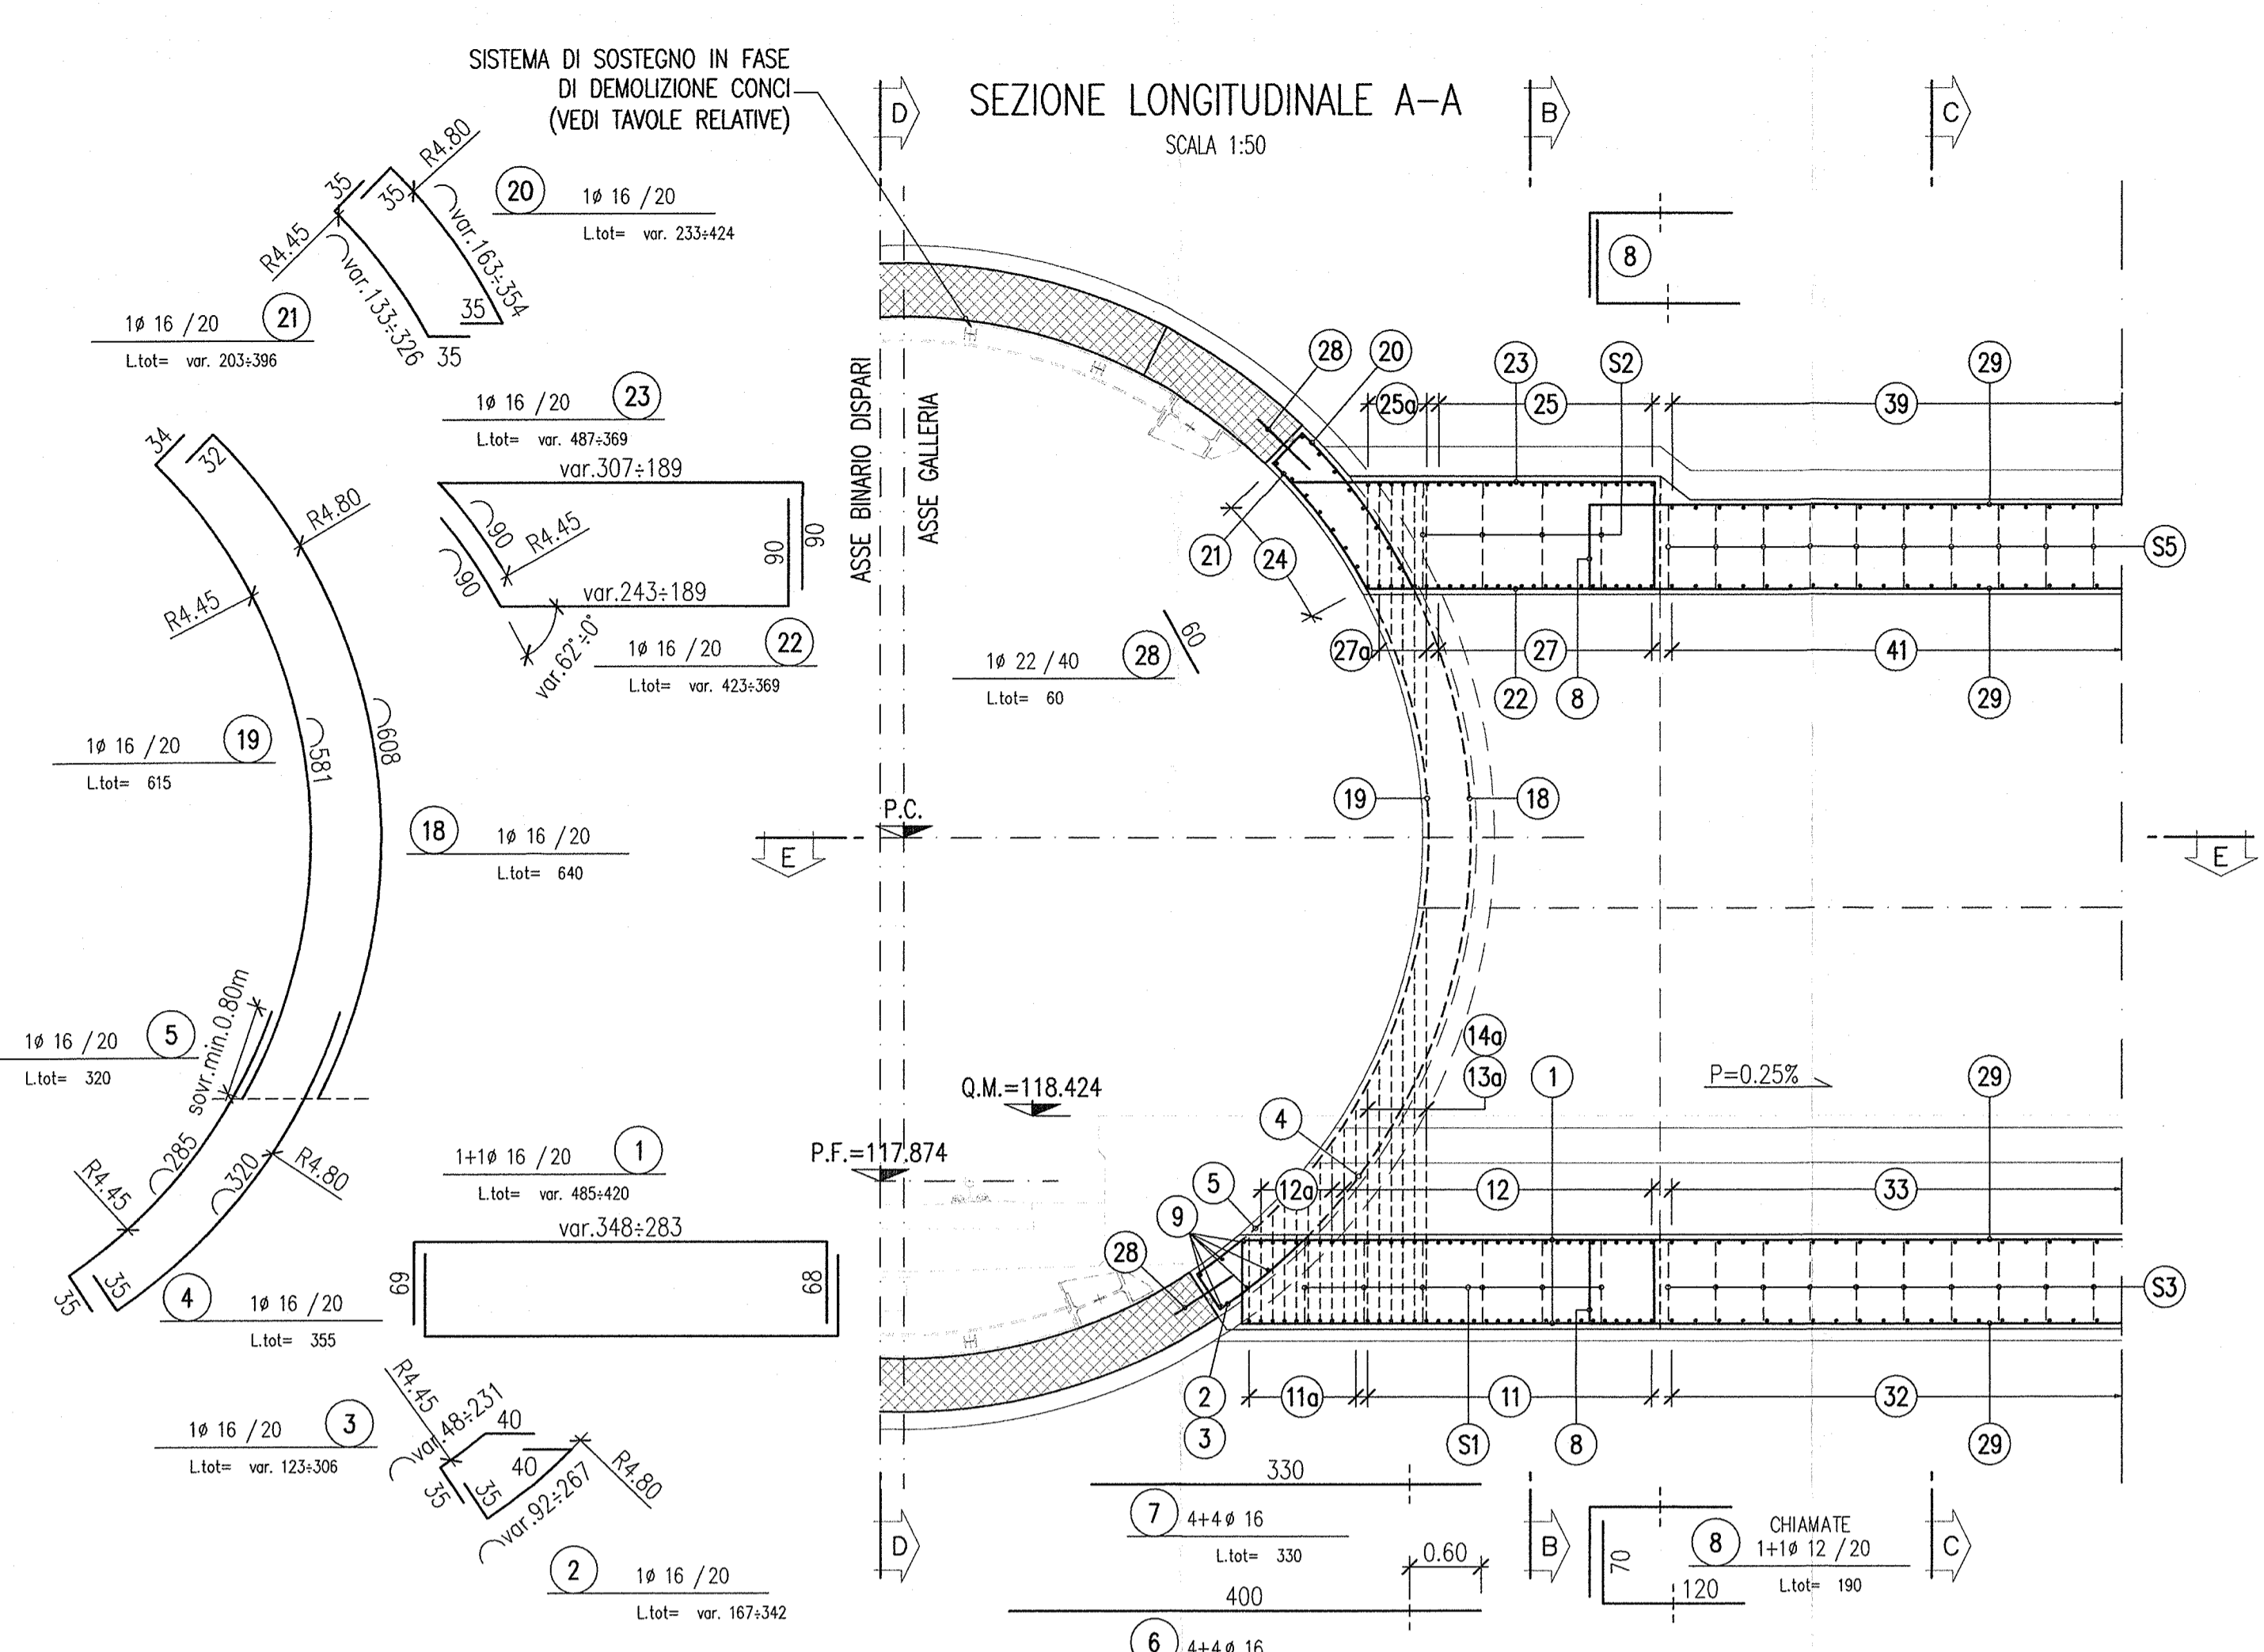 SISTEMA DI SOSTEGNO IN FASE
DI DEMOLIZIONE CONCI
(VEDI TAVOLE RELATIVE)
SEZIONE LONGITUDINALE A-A
SCALA 1:50
D
B
C
R4.80
35
35
20
1ø 16 /20
L.tot= var. 233÷424
R4.45
var.163÷354
var.133÷326
35
35
21
1ø 16 /20
L.tot= var. 203÷396
8
23
1ø 16 /20
L.tot= var. 487÷369
var.307÷189
90
R4.45
90
90
90
var.243÷189
var.62°÷0°
22
1ø 16 /20
L.tot= var. 423÷369
34
32
R4.80
R4.45
ASSE BINARIO DISPARI
ASSE GALLERIA
28
20
23
S2
29
25a
25
39
21
24
S5
60
28
1ø 22 /40
L.tot= 60
27a
27
41
22
8
29
19
1ø 16 /20
L.tot= 615
581
608
18
1ø 16 /20
L.tot= 640
P.C.
19
18
E
E
5
1ø 16 /20
L.tot= 320
sovr.min.0.80m
14a
13a
1
29
P=0.25%
Q.M.=118.424
P.F.=117.874
4
5
12a
12
33
9
28
S3
285
320
R4.45
R4.80
35
35
4
1ø 16 /20
L.tot= 355
1
1+1ø 16 /20
L.tot= var. 485÷420
var.348÷283
69
68
2
3
11a
11
32
S1
8
29
R4.45
var.48÷231
40
3
1ø 16 /20
L.tot= var. 123÷306
35
35
40
var.92÷267
R4.80
2
1ø 16 /20
L.tot= var. 167÷342
330
7
4+4ø 16
L.tot= 330
0.60
400
6
4+4ø 16
D
B
C
70
120
CHIAMATE
8
1+1ø 12 /20
L.tot= 190